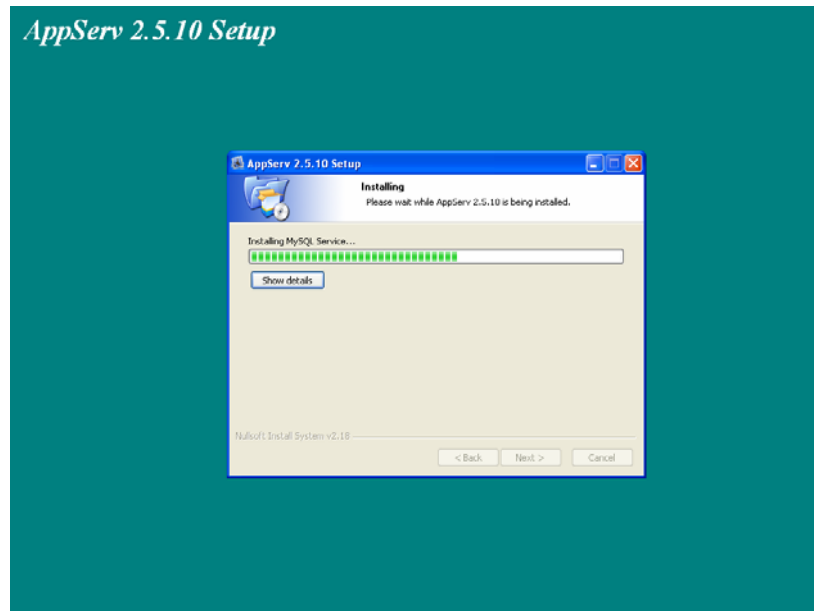 AppServ 2.5.10 Setup
AppServ 2.5.10 Setup
Installing
Please wait while AppServ 2.5.10 is being installed.
Installing MySQL Service...
Show details
Nullsoft Install System v2.18
< Back
Next >
Cancel